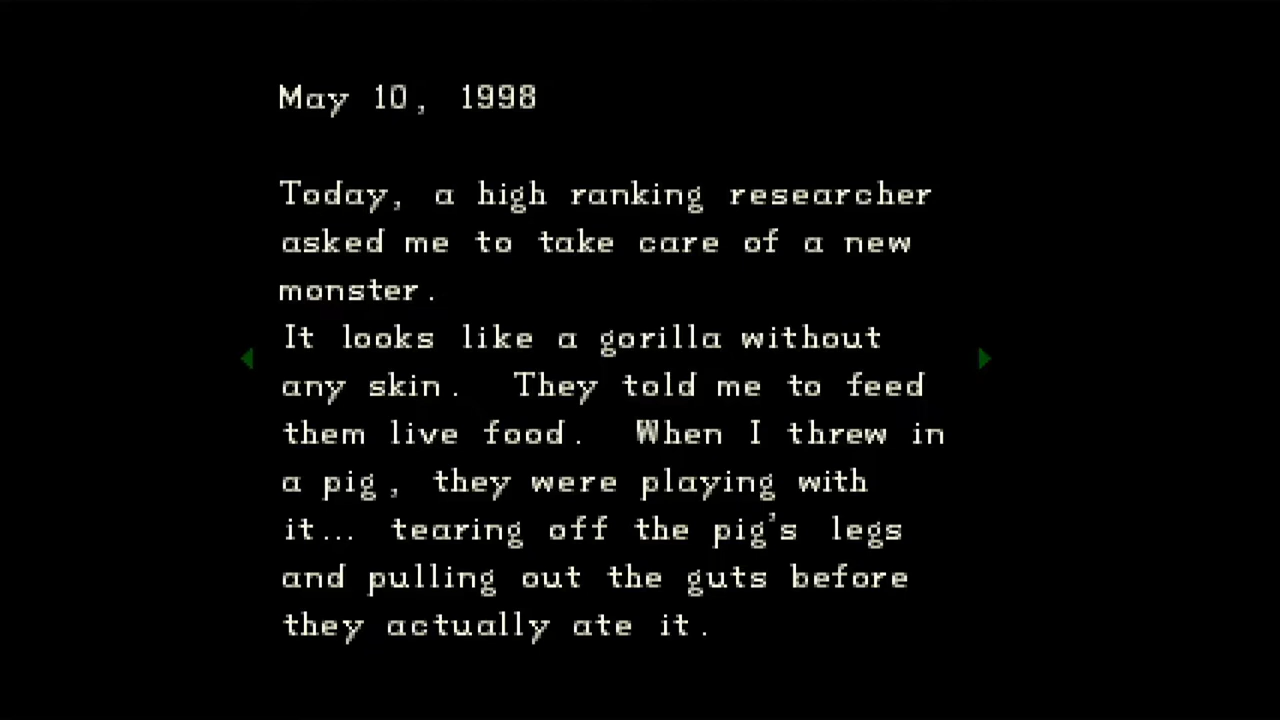 May 10, 1998
Today, a high ranking researcher
asked me to take care of a new
monster.
It looks like a gorilla without
any skin. They told me to feed
them live food. When I threw in
a pig, they were playing with
it... tearing off the pig's legs
and pulling out the guts before
they actually ate it.